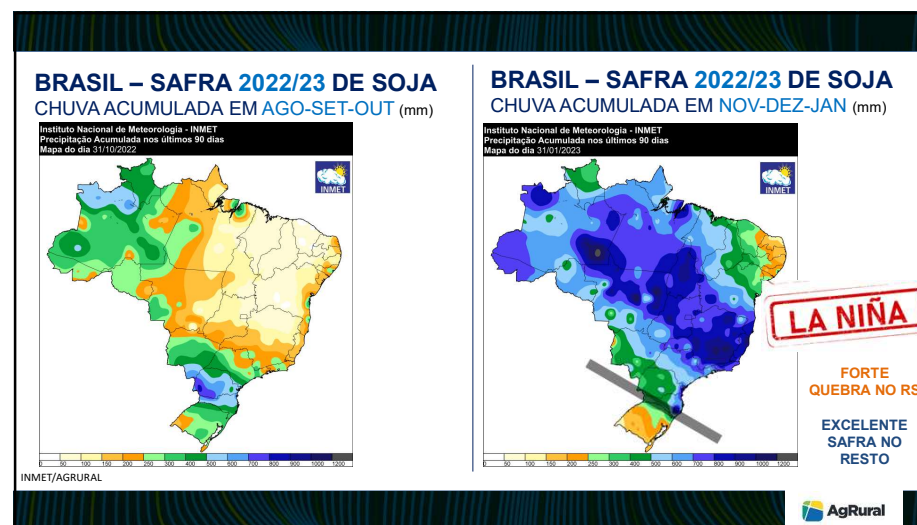 BRASIL – SAFRA 2022/23 DE SOJA
CHUVA ACUMULADA EM AGO-SET-OUT (mm)
Instituto Nacional de Meteorologia - INMET
Precipitação Acumulada nos últimos 90 dias
Mapa do dia 31/10/2022
INMET
0 50 100 150 200 250 300 400 500 600 700 800 900 1000 1200
INMET/AGRURAL
BRASIL – SAFRA 2022/23 DE SOJA
CHUVA ACUMULADA EM NOV-DEZ-JAN (mm)
Instituto Nacional de Meteorologia - INMET
Precipitação Acumulada nos últimos 90 dias
Mapa do dia 31/01/2023
INMET
0 50 100 150 200 250 300 400 500 600 700 800 900 1000 1200
LA NIÑA
FORTE
QUEBRA NO RS
EXCELENTE
SAFRA NO
RESTO
AgRural